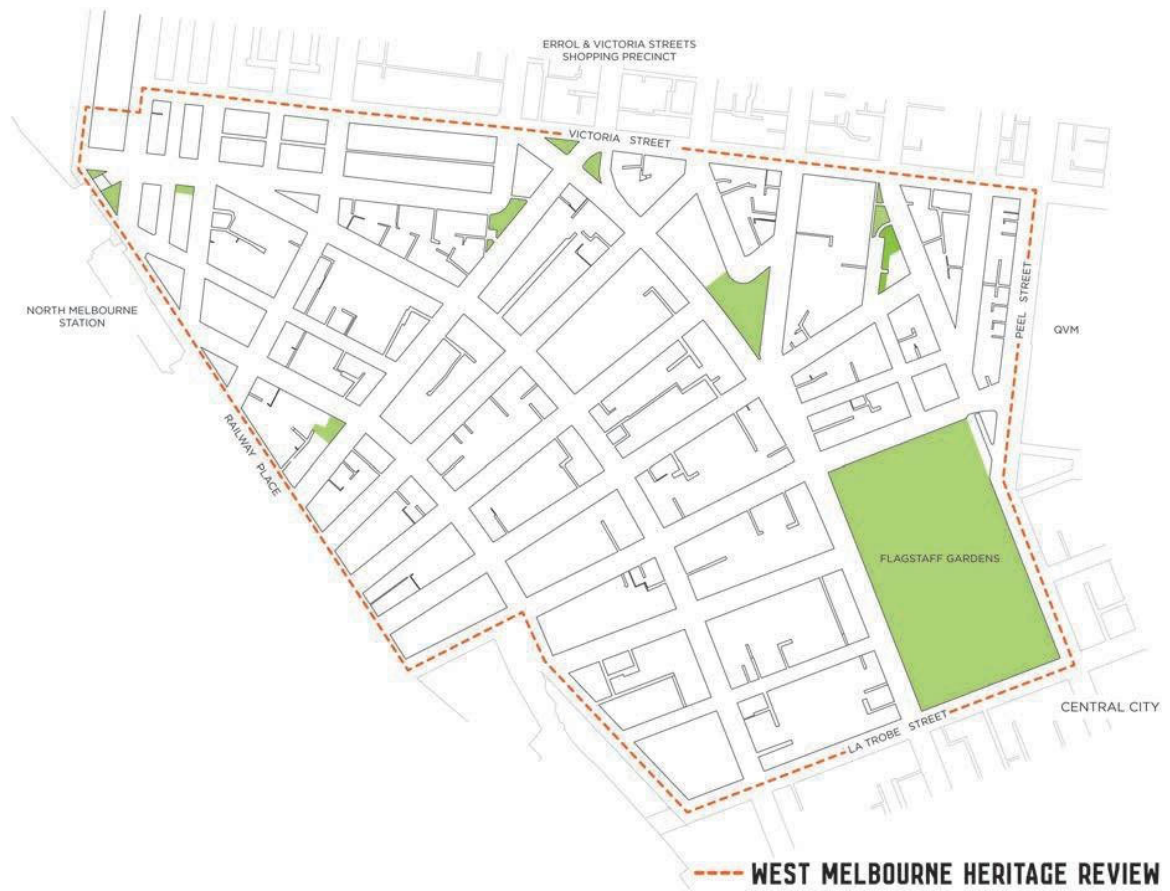 ERROL & VICTORIA STREETS
SHOPPING PRECINCT
VICTORIA STREET
PEEL STREET
NORTH MELBOURNE
STATION
QVM
RAILWAY PLACE
FLAGSTAFF GARDENS
CENTRAL CITY
LA TROBE STREET
WEST MELBOURNE HERITAGE REVIEW